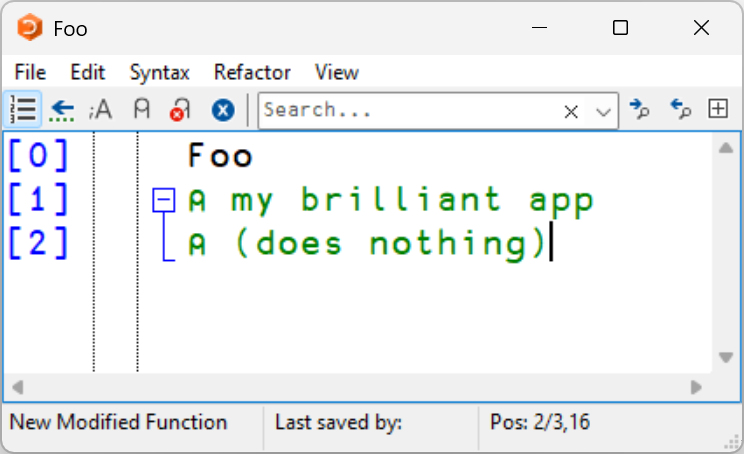 Foo
File Edit Syntax Refactor View
Search...
[0] Foo
[1] ⍝ my brilliant app
[2] ⍝ (does nothing)
New Modified Function Last saved by: Pos: 2/3,16